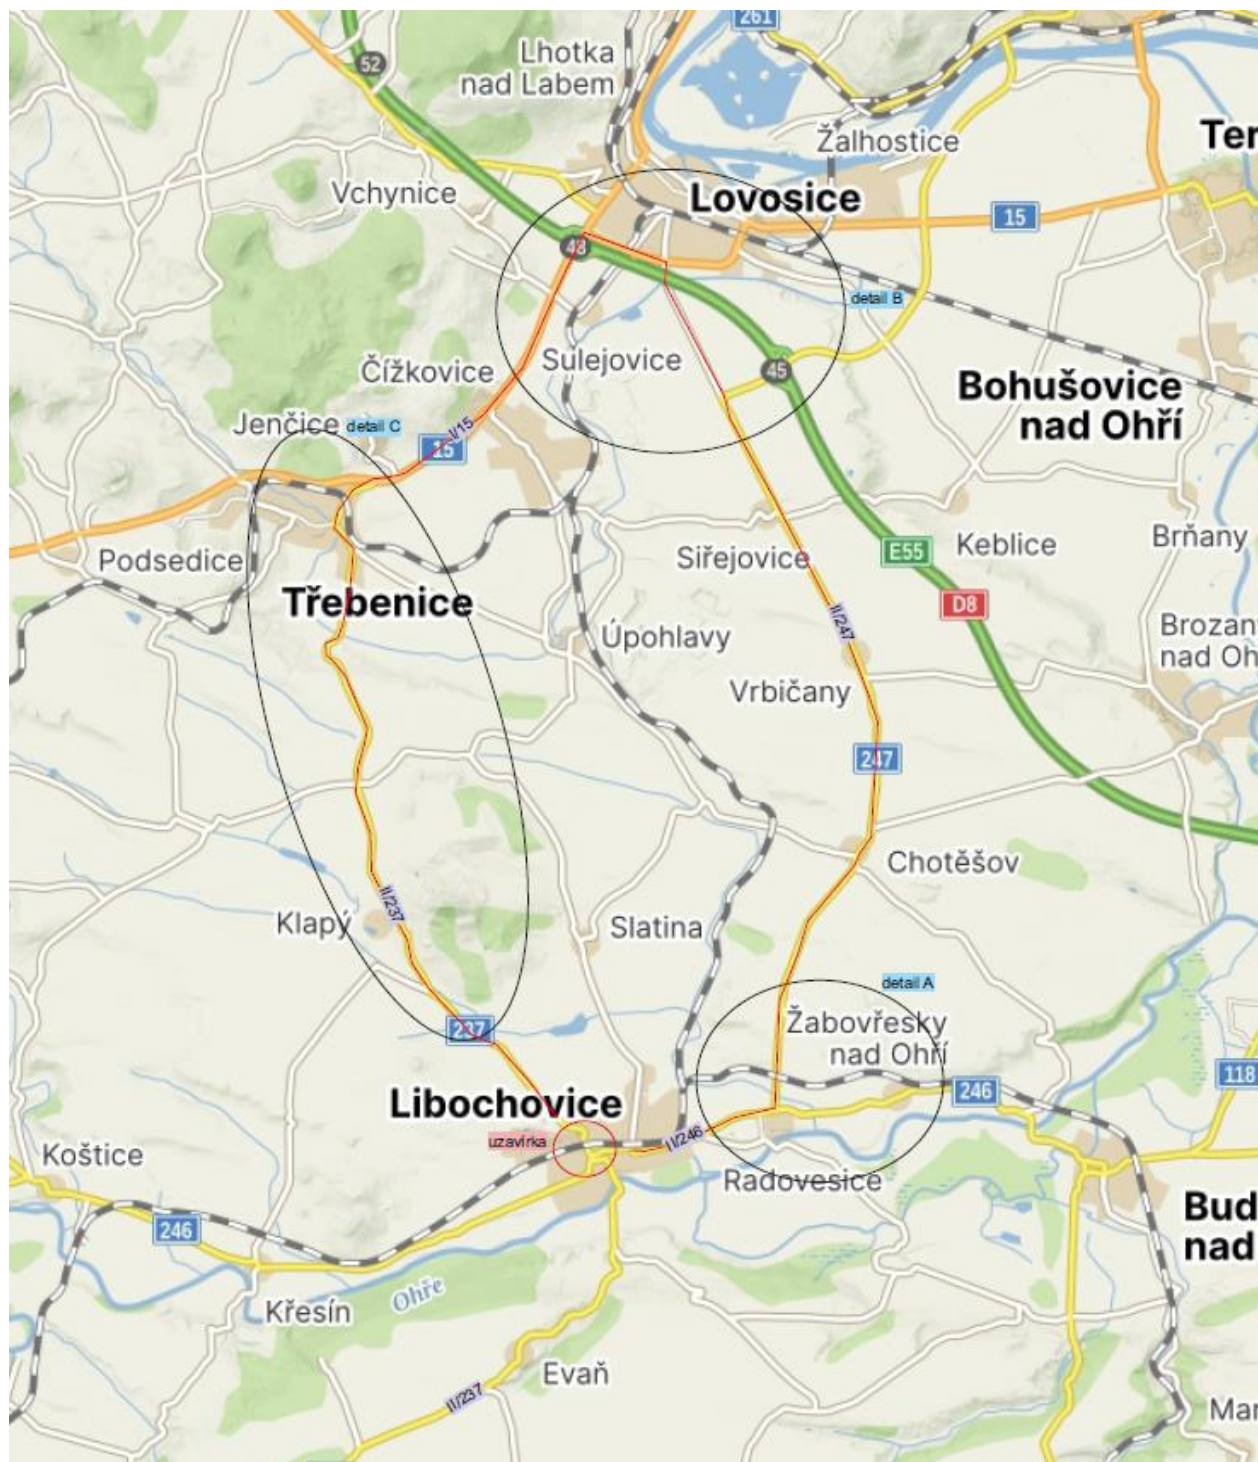 261
Lhotka
nad Labem
52
Žalhostice
Ter
Vchynice
Lovosice
15
48
detail B
Sulejovice
Čížkovice
45
Bohušovice
nad Ohří
Jenčice
detail C
I/15
15
Podsedice
Siřejovice
E55
Keblice
Brňany
D8
Třebenice
II/247
Úpohlavy
Brozan
nad Oh
Vrbičany
247
Chotěšov
Klapý
II/237
Slatina
detail A
Žabovřesky
nad Ohří
237
118
246
Libochovice
uzavírka
II/246
Koštice
Radovesice
246
Bud
nad
Ohře
Křesín
Evaň
II/237
Mar